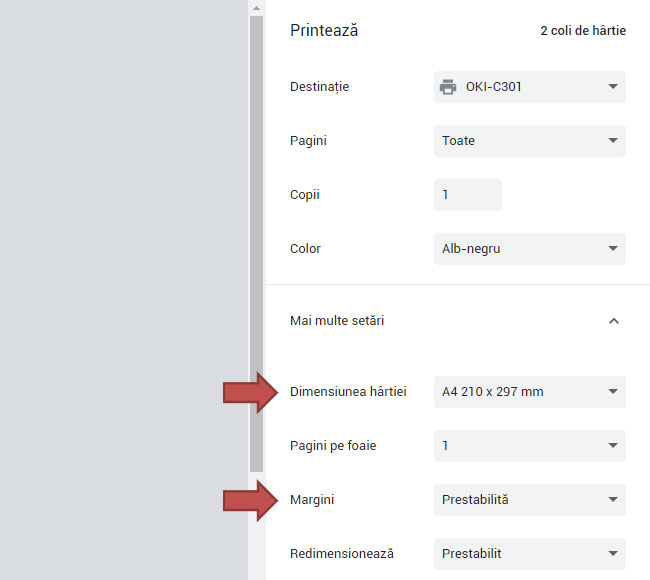 Printează 2 coli de hârtie
Destinație OKI-C301
Pagini Toate
Copii 1
Color Alb-negru
Mai multe setări
Dimensiunea hârtiei A4 210 x 297 mm
Pagini pe foaie 1
Margini Prestabilită
Redimensionează Prestabilit